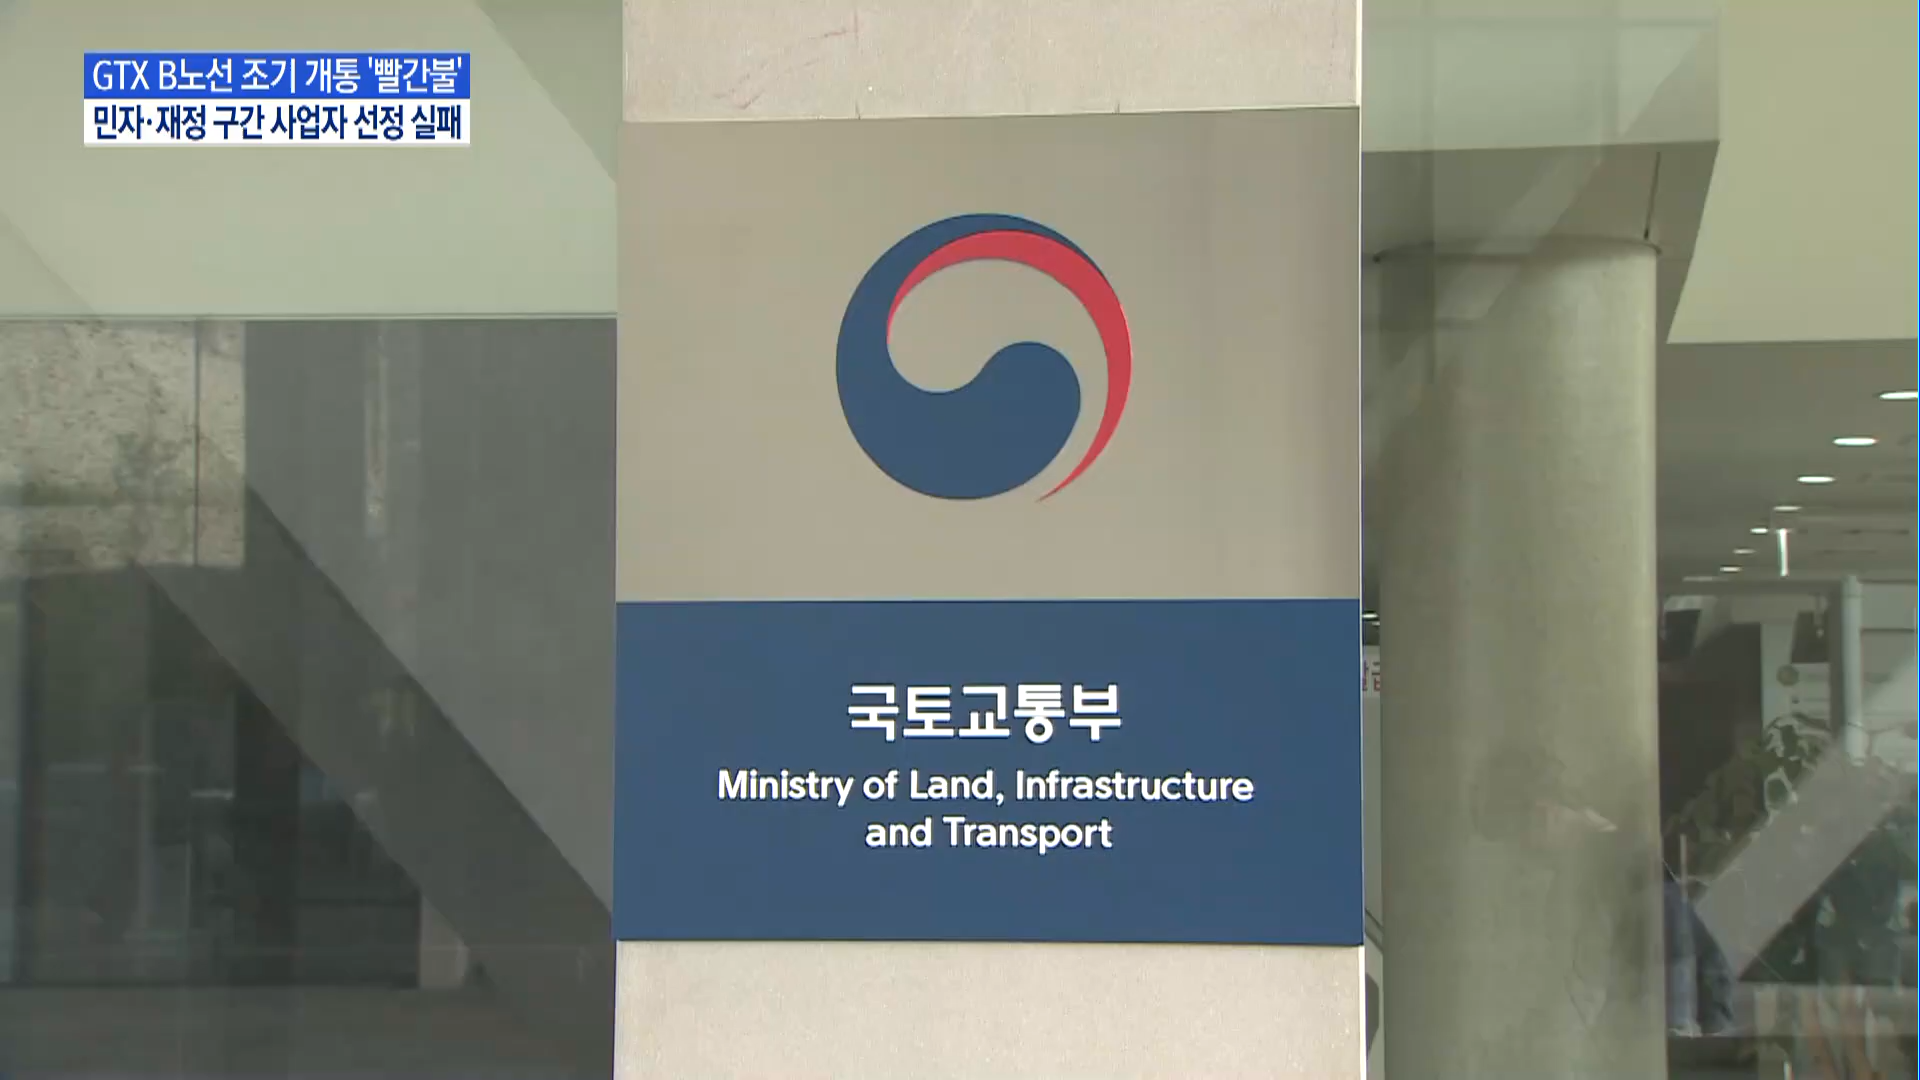 GTX B노선 조기 개통 '빨간불'
민자·재정 구간 사업자 선정 실패
국토교통부
Ministry of Land, Infrastructure
and Transport